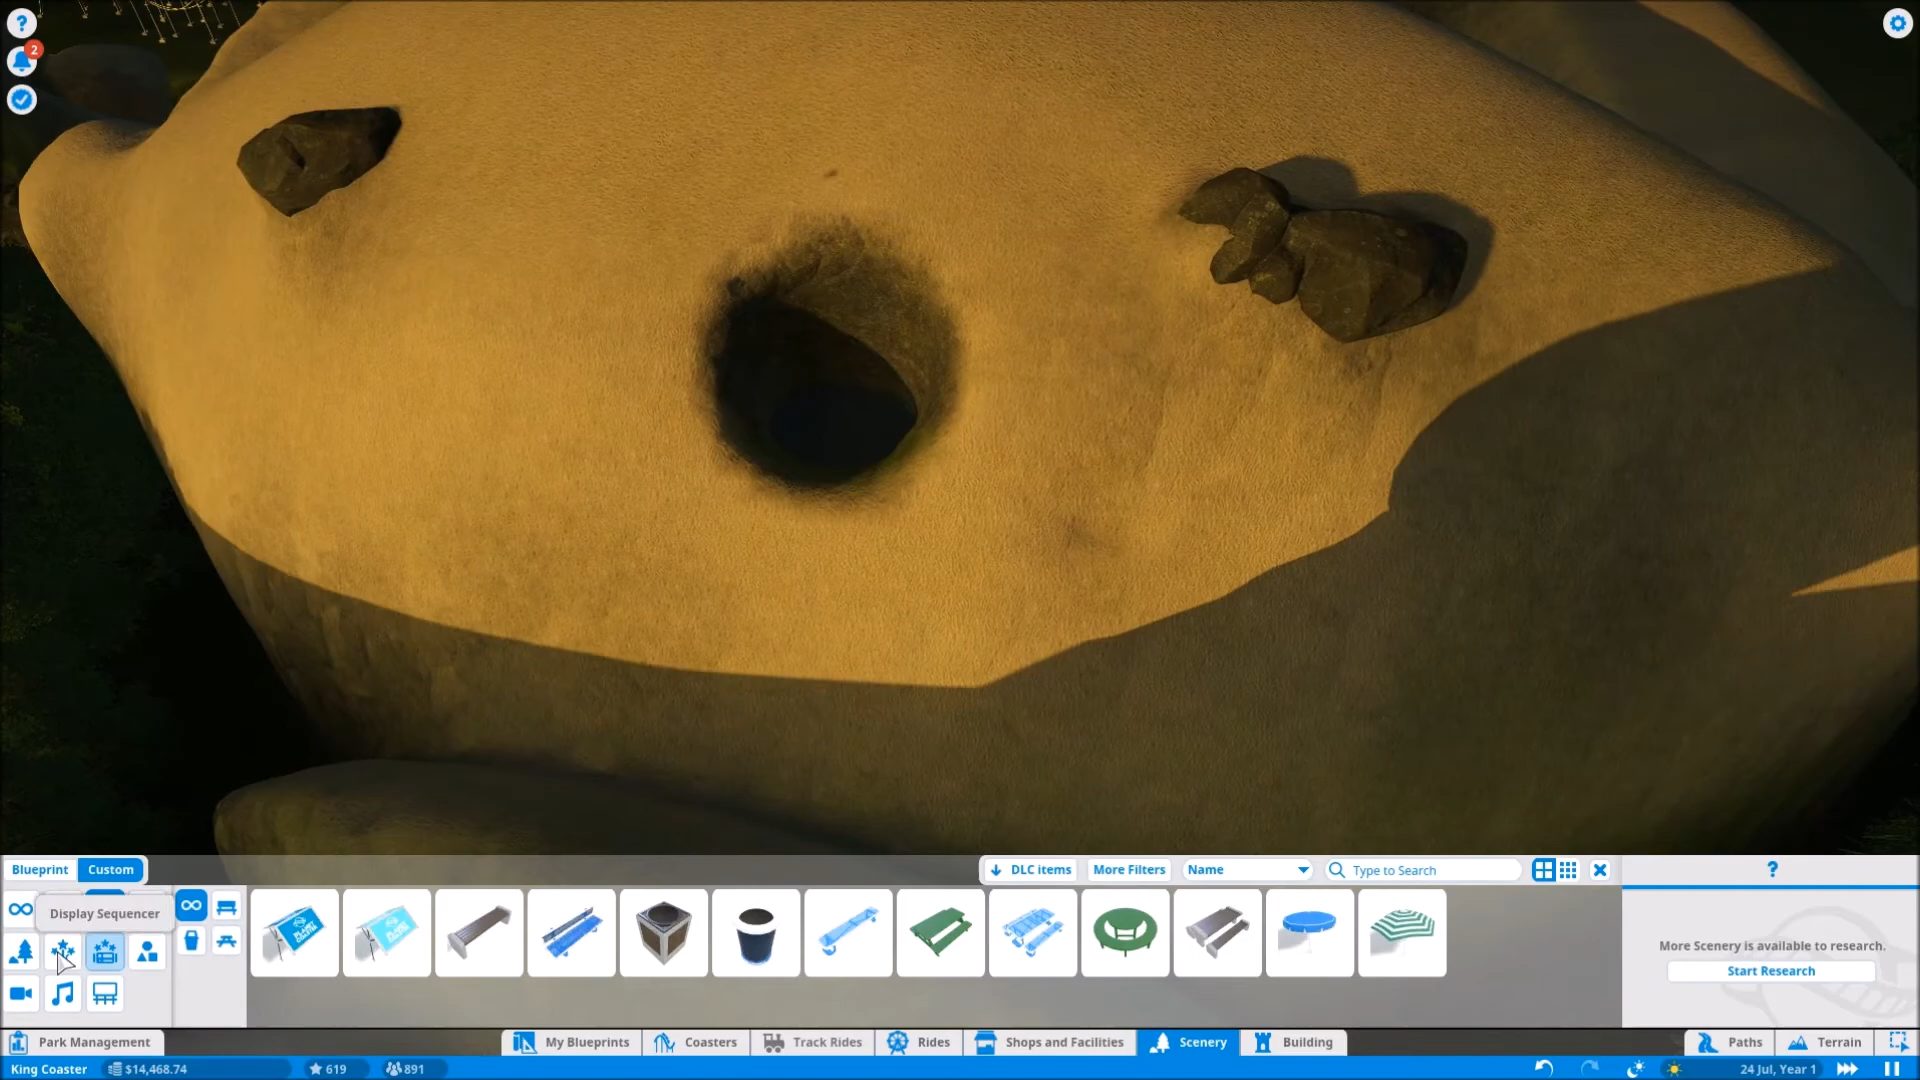 2
Blueprint
Custom
DLC items
More Filters
Name
Type to Search
?
Display Sequencer
More Scenery is available to research.
Start Research
Park Management
My Blueprints
Coasters
Track Rides
Rides
Shops and Facilities
Scenery
Building
Paths
Terrain
King Coaster
$14,468.74
619
891
24 Jul, Year 1